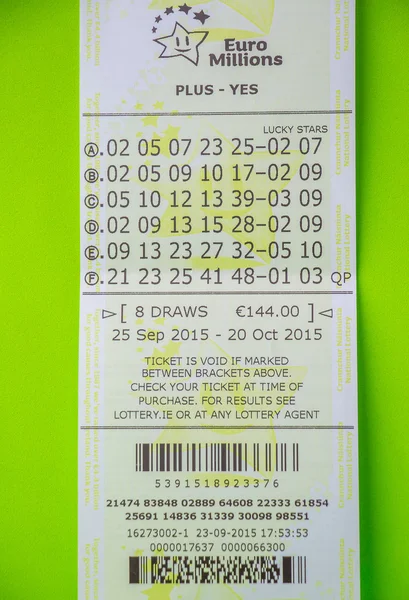 Euro
Millions
PLUS - YES
LUCKY STARS
A.02 05 07 23 25-02 07
B.02 05 09 10 17-02 09
C.05 10 12 13 39-03 09
D.02 09 13 15 28-02 09
E.09 13 23 27 32-05 10
F.21 23 25 41 48-01 03 QP
[ 8 DRAWS €144.00 ]
25 Sep 2015 - 20 Oct 2015
TICKET IS VOID IF MARKED
BETWEEN BRACKETS ABOVE.
CHECK YOUR TICKET AT TIME OF
PURCHASE. FOR RESULTS SEE
LOTTERY.IE OR AT ANY LOTTERY AGENT
5391518923376
21474 83848 02889 64608 22333 61854
25691 14836 31339 30098 98551
16273002-1 23-09-2015 17:53:53
0000017637 0000066300